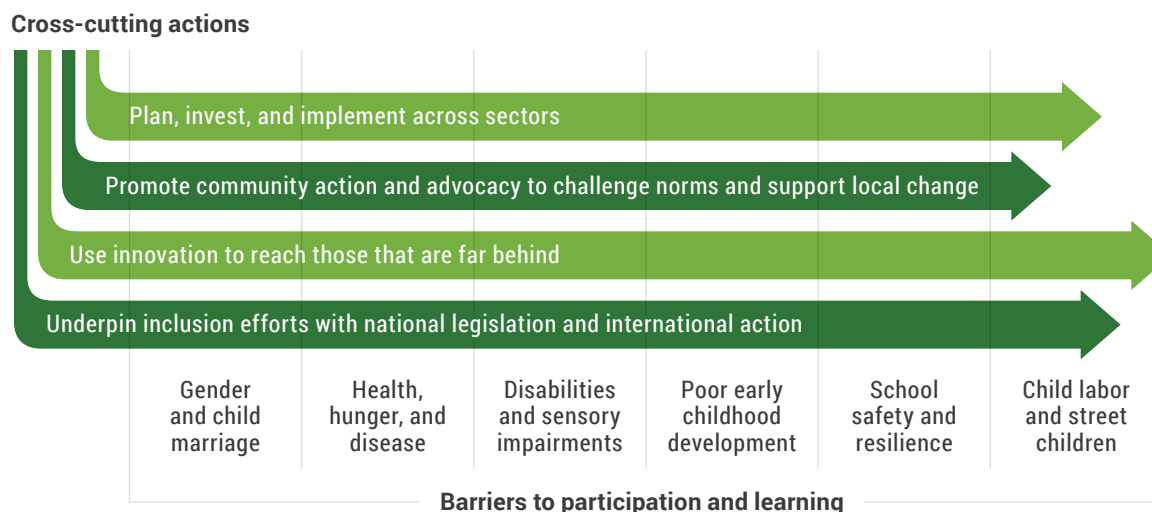 Cross-cutting actions
Plan, invest, and implement across sectors
Promote community action and advocacy to challenge norms and support local change
Use innovation to reach those that are far behind
Underpin inclusion efforts with national legislation and international action
Gender
and child
marriage
Health,
hunger, and
disease
Disabilities
and sensory
impairments
Poor early
childhood
development
School
safety and
resilience
Child labor
and street
children
Barriers to participation and learning